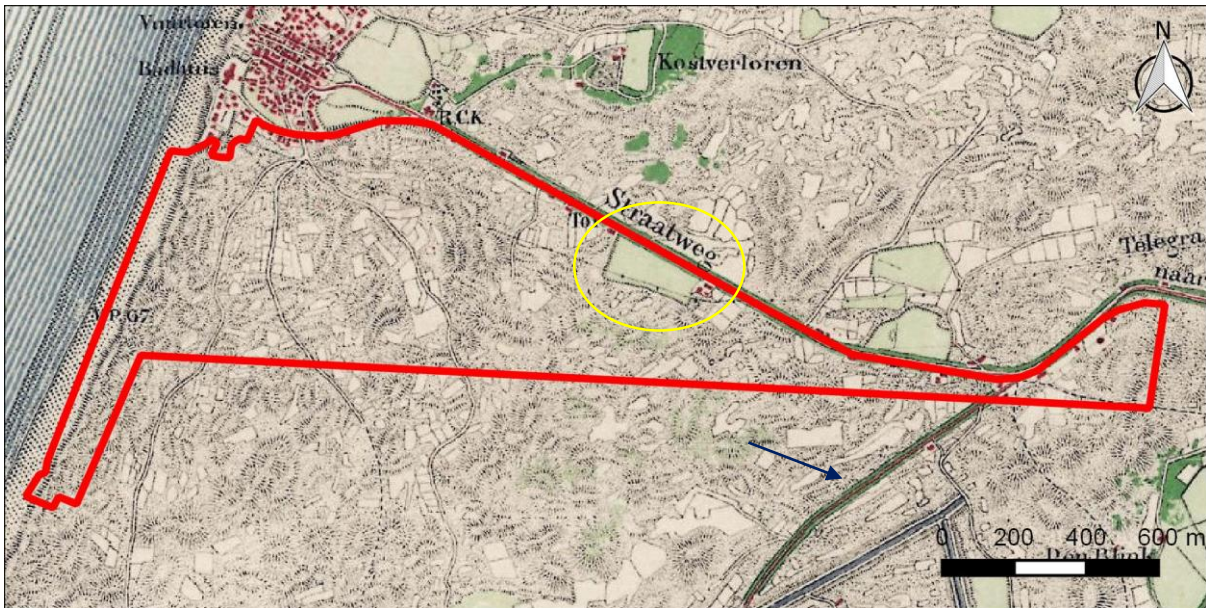 Vuurtoren
N
Badhuis
Kostverloren
R.C.K
Straatweg
To
Telegra
naar
A.P. 67
0 200 400 600 m
Den Blink